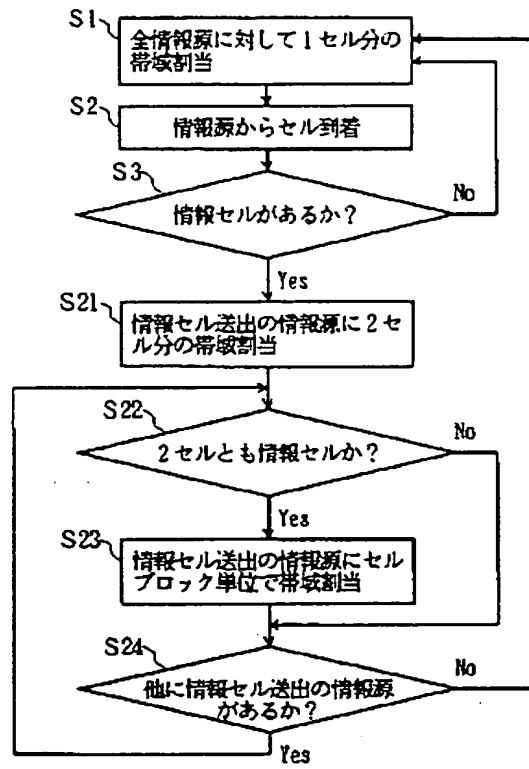 S1
全情報源に対して1セル分の
帯域割当
S2
情報源からセル到着
S3
情報セルがあるか?
No
Yes
S21
情報セル送出の情報源に2セ
ル分の帯域割当
S22
2セルとも情報セルか?
No
Yes
S23
情報セル送出の情報源にセル
ブロック単位で帯域割当
S24
他に情報セル送出の情報源
があるか?
No
Yes